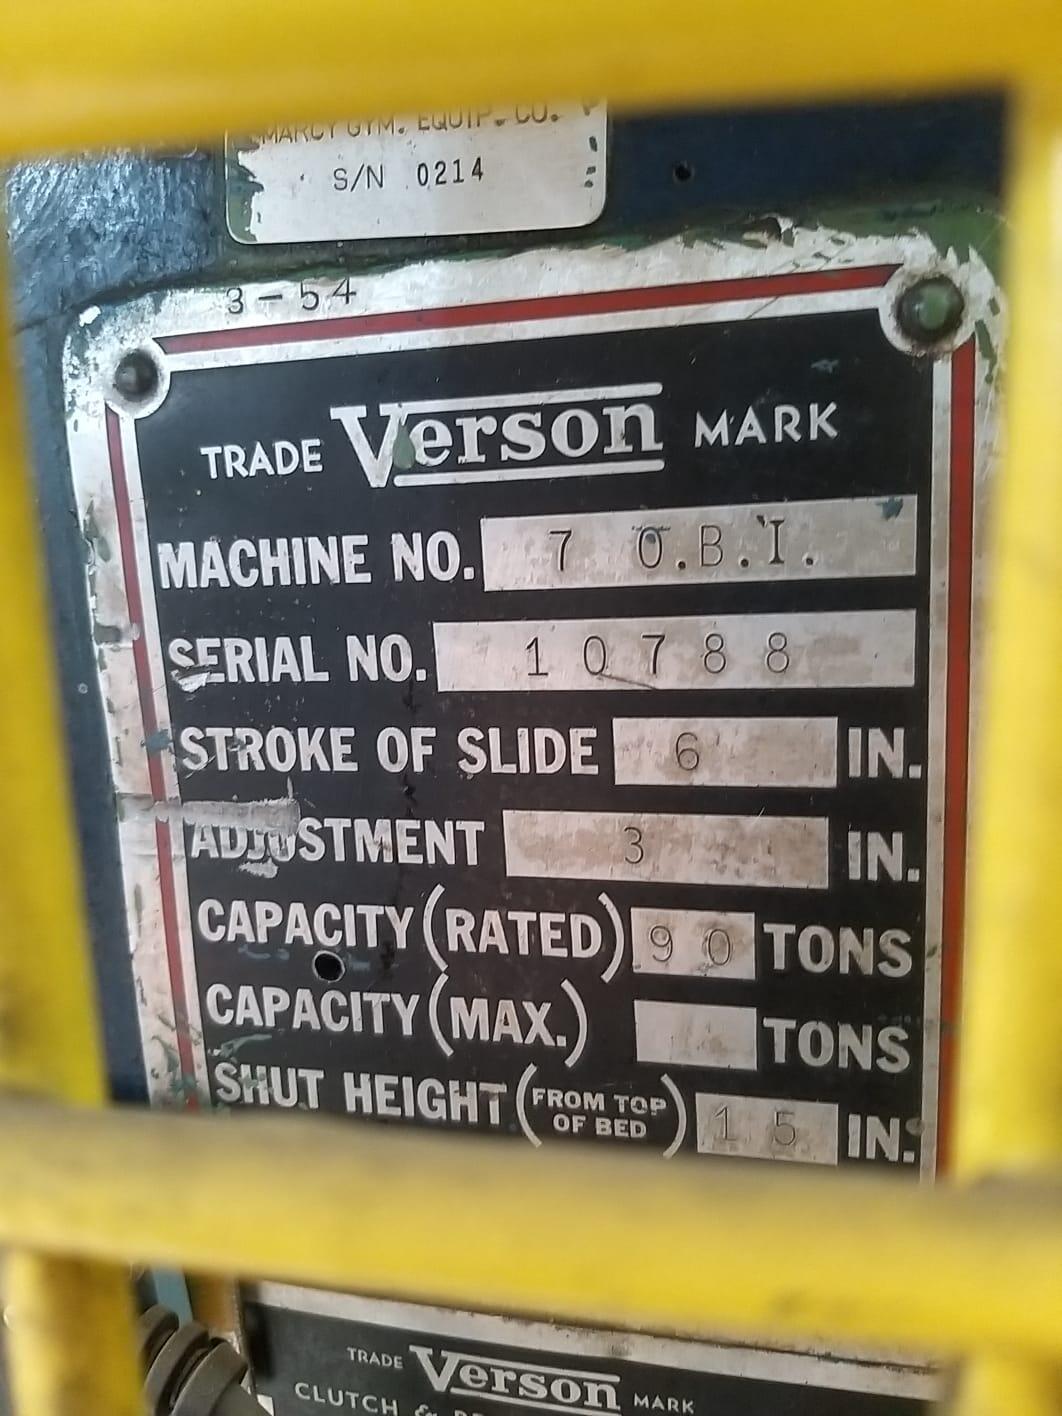 MARCY GYM. EQUIP. CO.
S/N 0214
3-54
TRADE Verson MARK
MACHINE NO. 7 O.B.I.
SERIAL NO. 10788
STROKE OF SLIDE 6 IN.
ADJUSTMENT 3 IN.
CAPACITY (RATED) 90 TONS
CAPACITY (MAX.) TONS
SHUT HEIGHT (FROM TOP OF BED) 15 IN.
TRADE Verson MARK
CLUTCH &